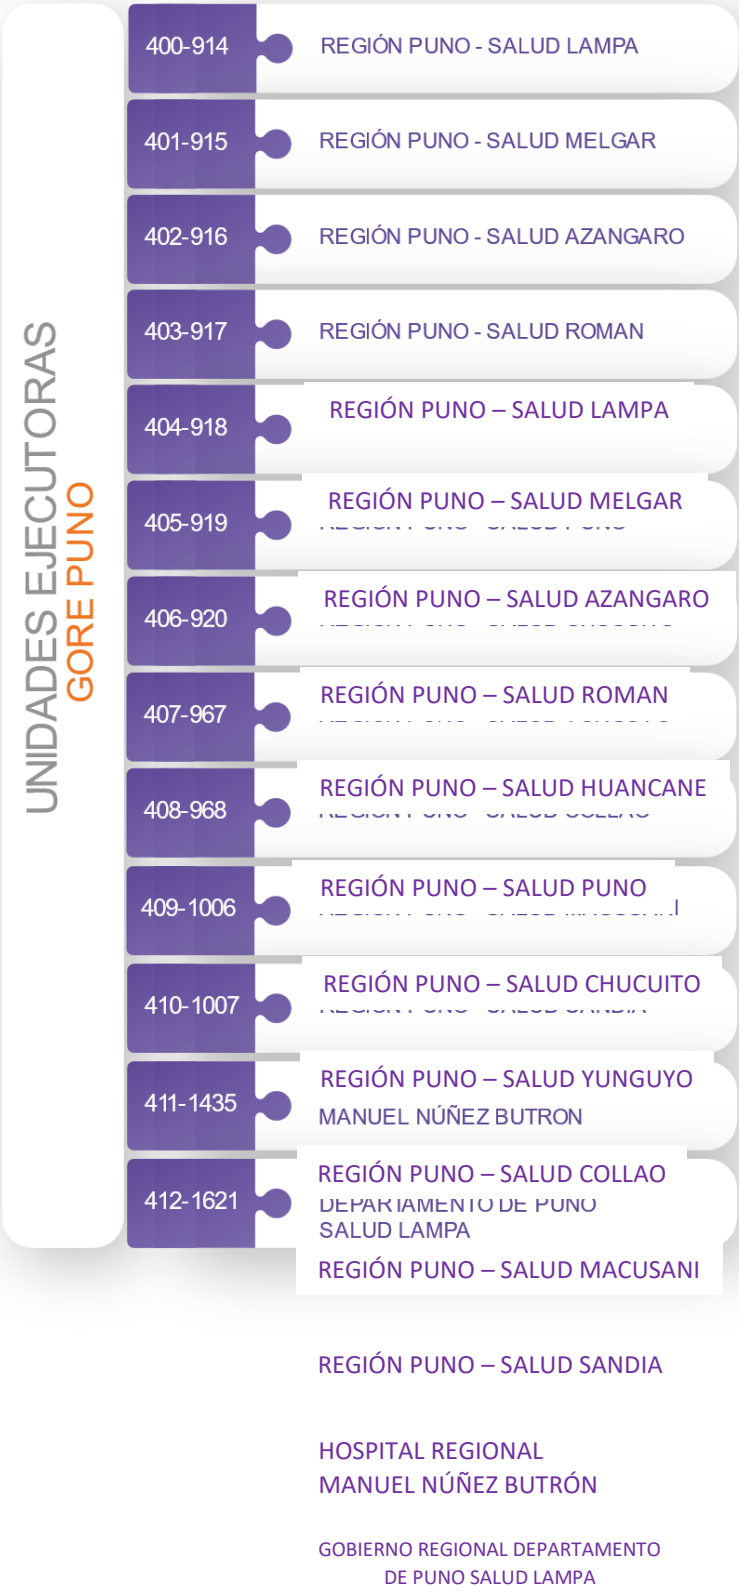 UNIDADES EJECUTORAS
GORE PUNO
400-914 REGIÓN PUNO - SALUD LAMPA
401-915 REGIÓN PUNO - SALUD MELGAR
402-916 REGIÓN PUNO - SALUD AZANGARO
403-917 REGIÓN PUNO - SALUD ROMAN
404-918 REGIÓN PUNO – SALUD LAMPA
405-919 REGIÓN PUNO – SALUD MELGAR
406-920 REGIÓN PUNO – SALUD AZANGARO
407-967 REGIÓN PUNO – SALUD ROMAN
408-968 REGIÓN PUNO – SALUD HUANCANE
409-1006 REGIÓN PUNO – SALUD PUNO
410-1007 REGIÓN PUNO – SALUD CHUCUITO
411-1435 REGIÓN PUNO – SALUD YUNGUYO
MANUEL NÚÑEZ BUTRON
412-1621 REGIÓN PUNO – SALUD COLLAO
DEPARTAMENTO DE PUNO
SALUD LAMPA
REGIÓN PUNO – SALUD MACUSANI
REGIÓN PUNO – SALUD SANDIA
HOSPITAL REGIONAL
MANUEL NÚÑEZ BUTRÓN
GOBIERNO REGIONAL DEPARTAMENTO
DE PUNO SALUD LAMPA